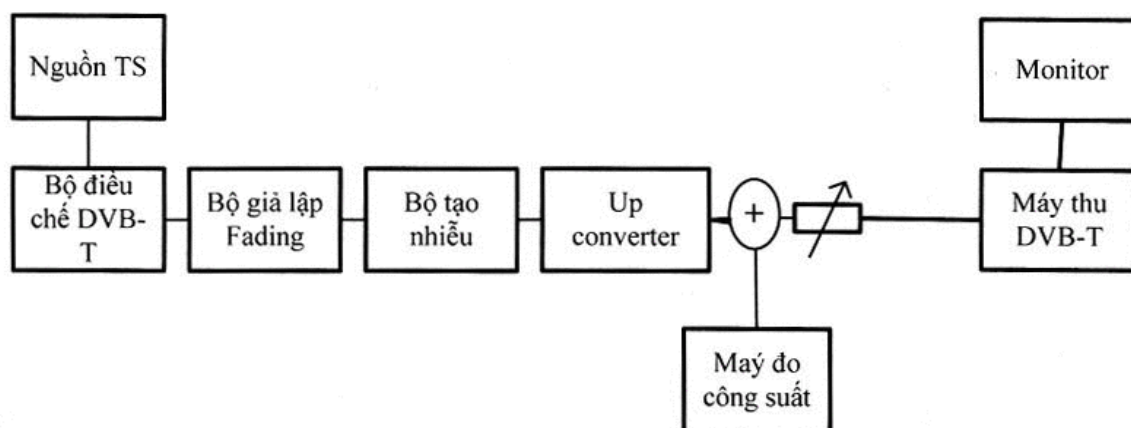 Nguồn TS
Monitor
Bộ điều
chế DVB-
T
Bộ giả lập
Fading
Bộ tạo
nhiễu
Up
converter
+
Máy thu
DVB-T
Maý đo
công suất